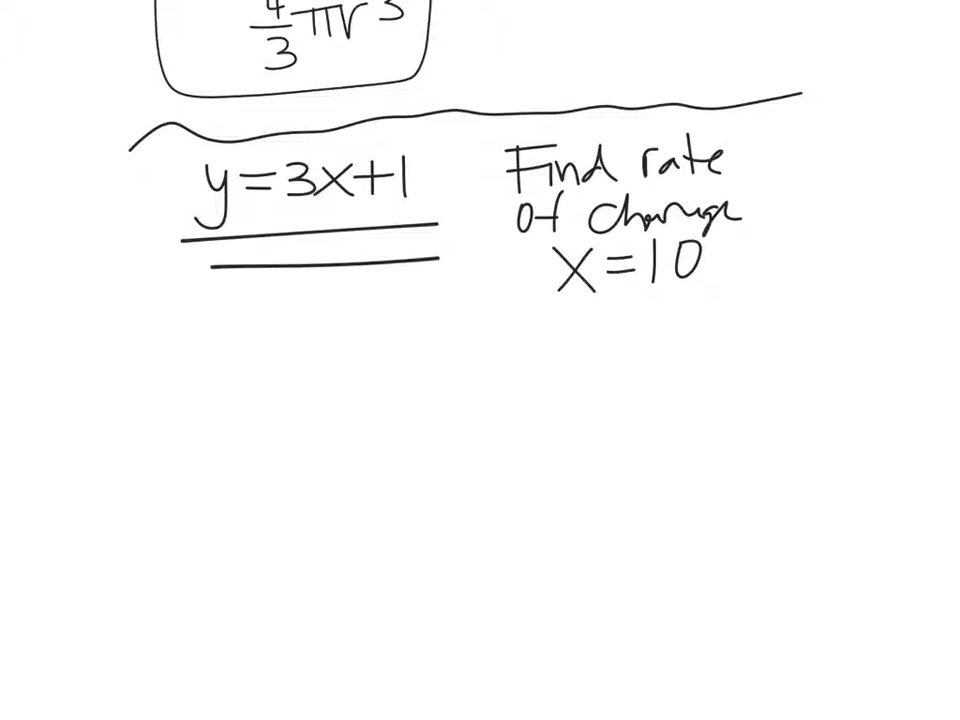 4/3 πr³
y=3x+1
Find rate
of change
x=10